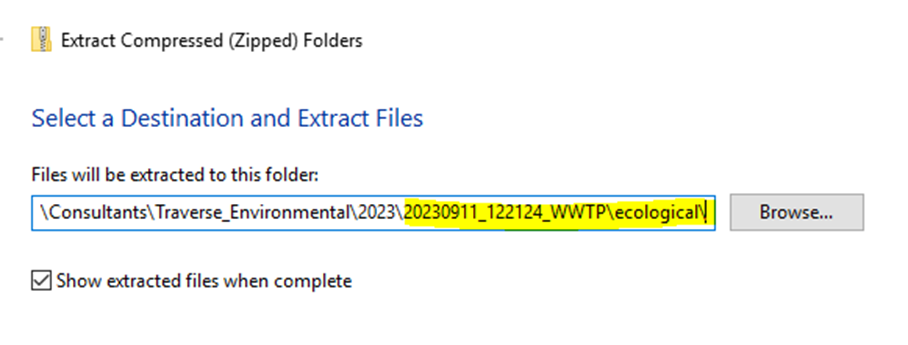 Extract Compressed (Zipped) Folders
Select a Destination and Extract Files
Files will be extracted to this folder:
\Consultants\Traverse_Environmental\2023\20230911_122124_WWTP\ecological\
Browse...
Show extracted files when complete